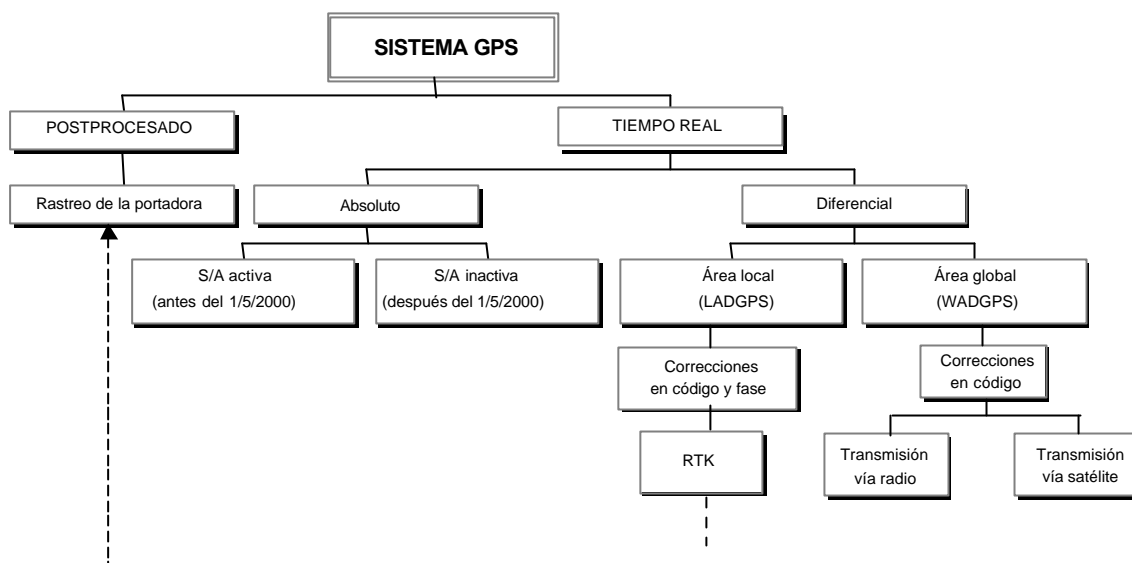 SISTEMA GPS
POSTPROCESADO
TIEMPO REAL
Rastreo de la portadora
Absoluto
Diferencial
S/A activa
(antes del 1/5/2000)
S/A inactiva
(después del 1/5/2000)
Área local
(LADGPS)
Área global
(WADGPS)
Correcciones
en código y fase
Correcciones
en código
RTK
Transmisión
vía radio
Transmisión
vía satélite